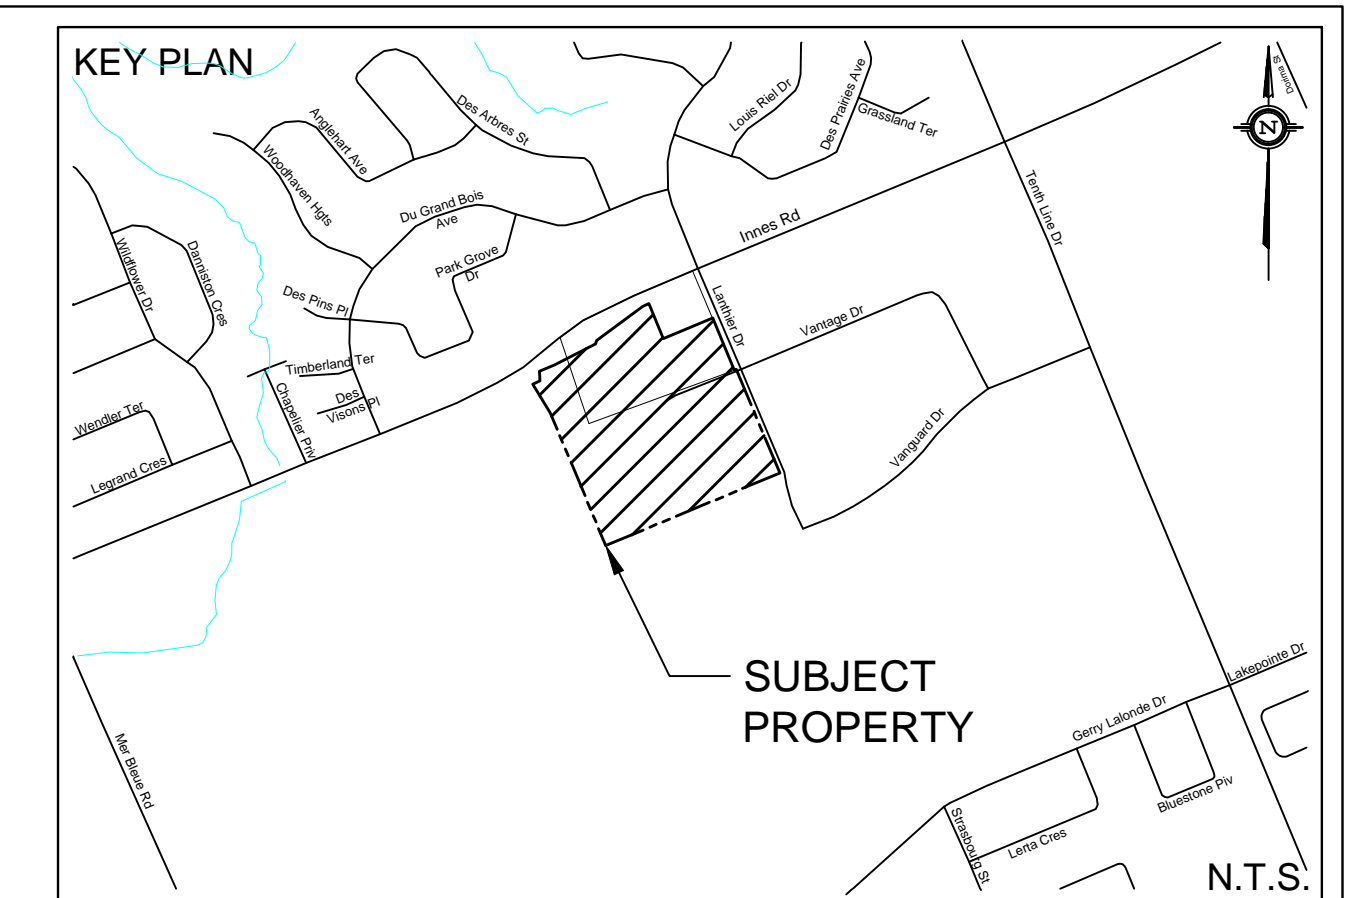 KEY PLAN
Dorima St
N
Louis Riel Dr
Des Prairies Ave
Grassland Ter
Des Arbres St
Anglehart Ave
Woodhaven Hgts
Du Grand Bois
Ave
Tenth Line Dr
Innes Rd
Park Grove
Dr
Wildflower Dr
Danniston Cres
Des Pins Pl
Lanthier Dr
Vantage Dr
Timberland Ter
Chapelier Priv
Des
Visons Pl
Wendler Ter
Legrand Cres
Vanguard Dr
SUBJECT
PROPERTY
Lakepointe Dr
Gerry Lalonde Dr
Mer Bleue Rd
Bluestone Piv
Strasbourg St
Lerta Cres
N.T.S.